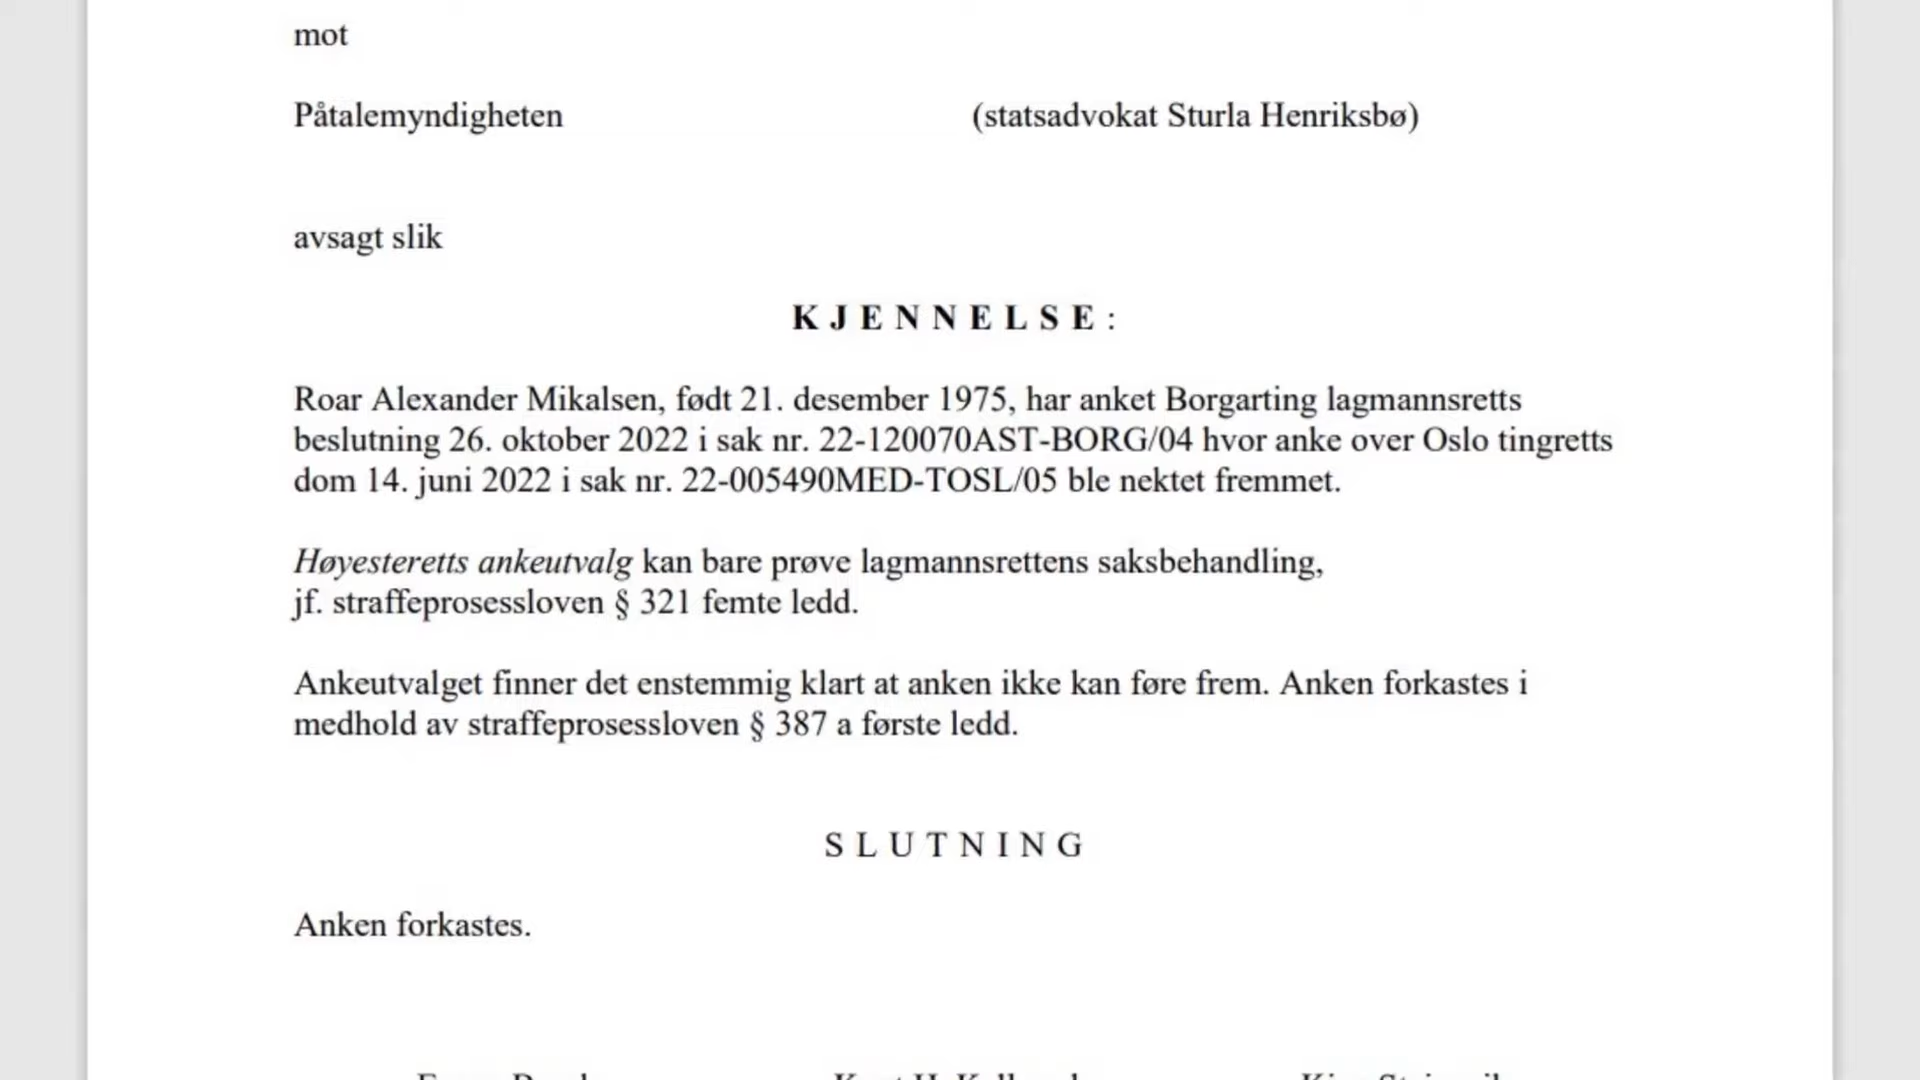 mot
Påtalemyndigheten (statsadvokat Sturla Henriksbø)
avsagt slik
K J E N N E L S E :
Roar Alexander Mikalsen, født 21. desember 1975, har anket Borgarting lagmannsretts
beslutning 26. oktober 2022 i sak nr. 22-120070AST-BORG/04 hvor anke over Oslo tingretts
dom 14. juni 2022 i sak nr. 22-005490MED-TOSL/05 ble nektet fremmet.
Høyesteretts ankeutvalg kan bare prøve lagmannsrettens saksbehandling,
jf. straffeprosessloven § 321 femte ledd.
Ankeutvalget finner det enstemmig klart at anken ikke kan føre frem. Anken forkastes i
medhold av straffeprosessloven § 387 a første ledd.
S L U T N I N G
Anken forkastes.